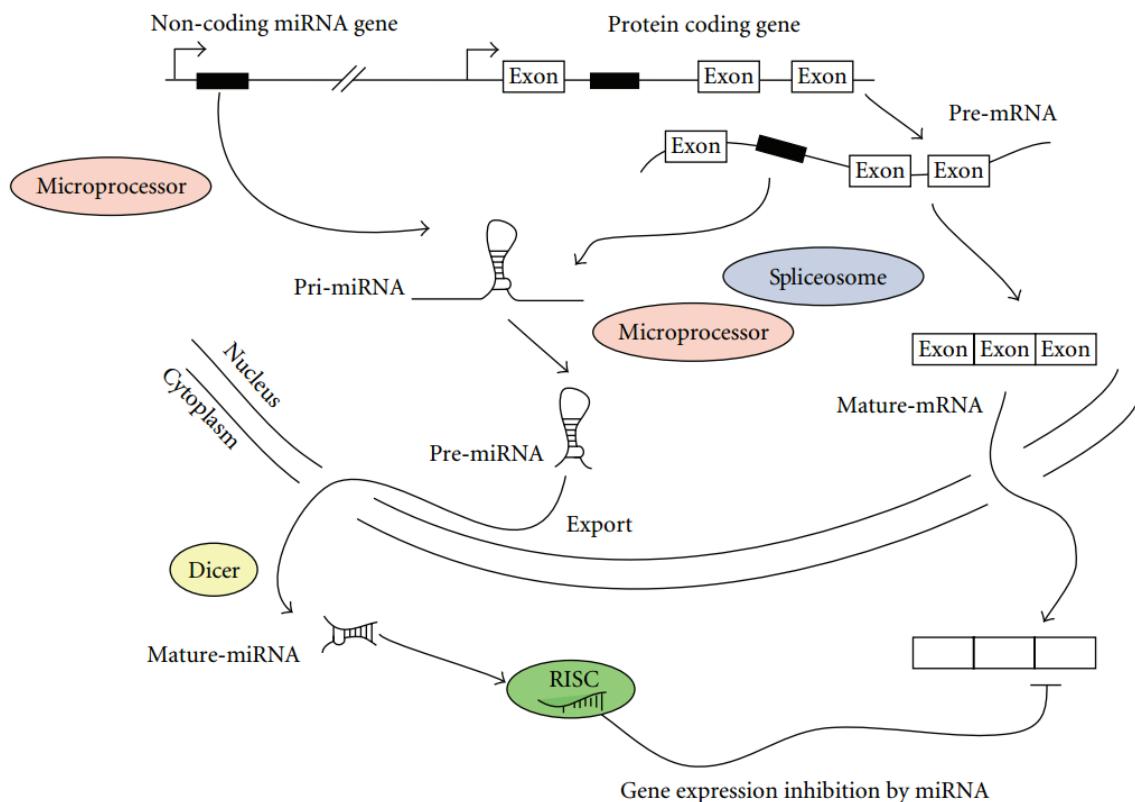 Non-coding miRNA gene
Protein coding gene
Exon
Exon
Exon
Pre-mRNA
Exon
Exon
Exon
Microprocessor
Pri-miRNA
Spliceosome
Microprocessor
Exon Exon Exon
Nucleus
Cytoplasm
Mature-mRNA
Pre-miRNA
Export
Dicer
Mature-miRNA
RISC
Gene expression inhibition by miRNA